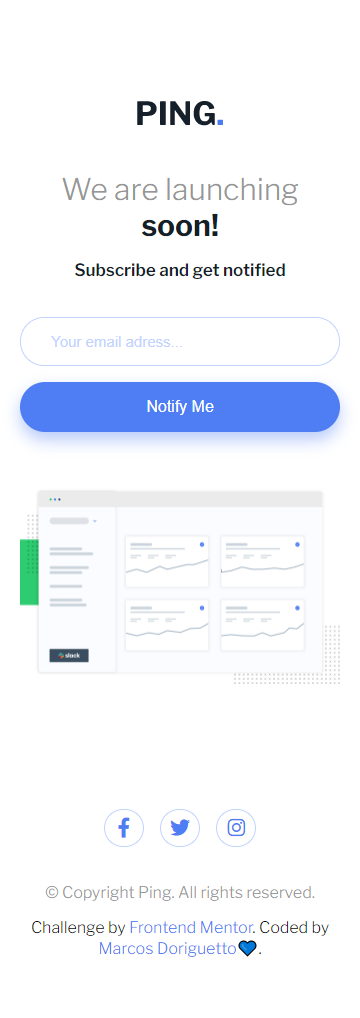 PING.
We are launching
soon!
Subscribe and get notified
Your email adress...
Notify Me
slack
© Copyright Ping. All rights reserved.
Challenge by Frontend Mentor. Coded by
Marcos Doriguetto💙.